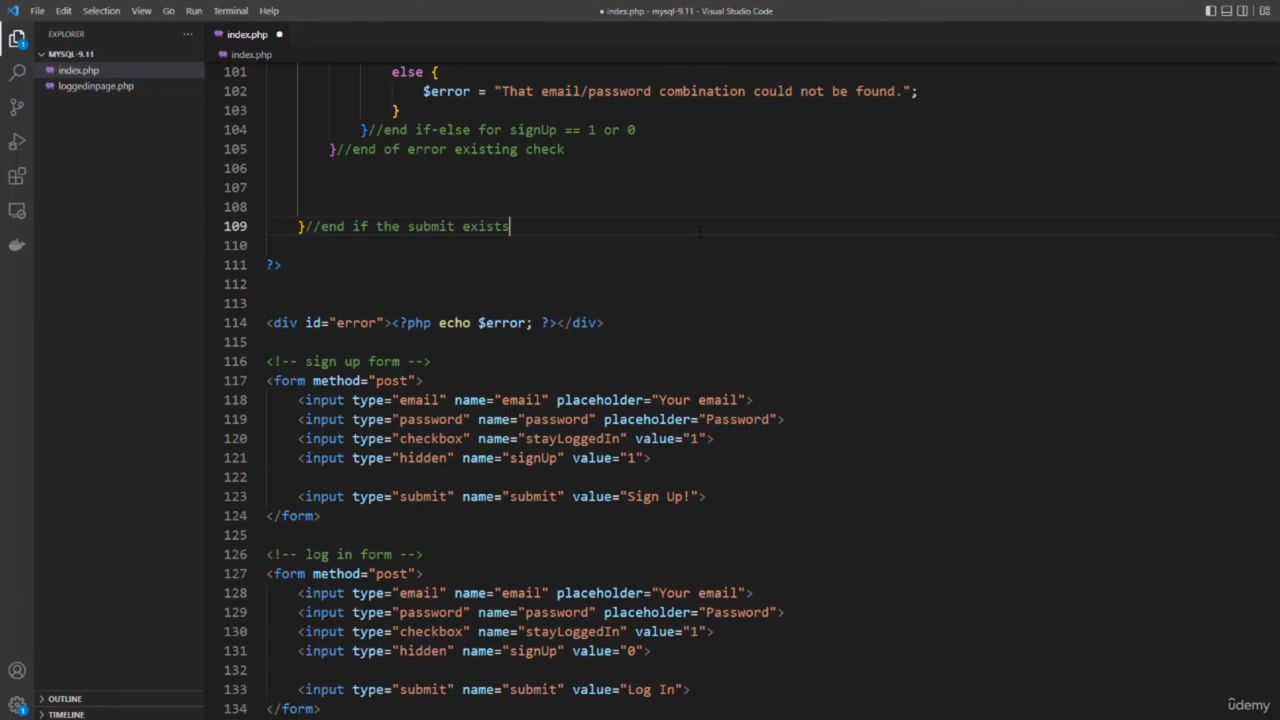 File Edit Selection View Go Run Terminal Help
● index.php - mysql-9.11 - Visual Studio Code
EXPLORER ···
MYSQL-9.11
index.php
loggedinpage.php
OUTLINE
TIMELINE
1
1
index.php ●
index.php
101 else {
102 $error = "That email/password combination could not be found.";
103 }
104 }//end if-else for signUp == 1 or 0
105 }//end of error existing check
106
107
108
109 }//end if the submit exists
110
111 ?>
112
113
114 <div id="error"><?php echo $error; ?></div>
115
116 <!-- sign up form -->
117 <form method="post">
118 <input type="email" name="email" placeholder="Your email">
119 <input type="password" name="password" placeholder="Password">
120 <input type="checkbox" name="stayLoggedIn" value="1">
121 <input type="hidden" name="signUp" value="1">
122
123 <input type="submit" name="submit" value="Sign Up!">
124 </form>
125
126 <!-- log in form -->
127 <form method="post">
128 <input type="email" name="email" placeholder="Your email">
129 <input type="password" name="password" placeholder="Password">
130 <input type="checkbox" name="stayLoggedIn" value="1">
131 <input type="hidden" name="signUp" value="0">
132
133 <input type="submit" name="submit" value="Log In">
134 </form>
ûdemy